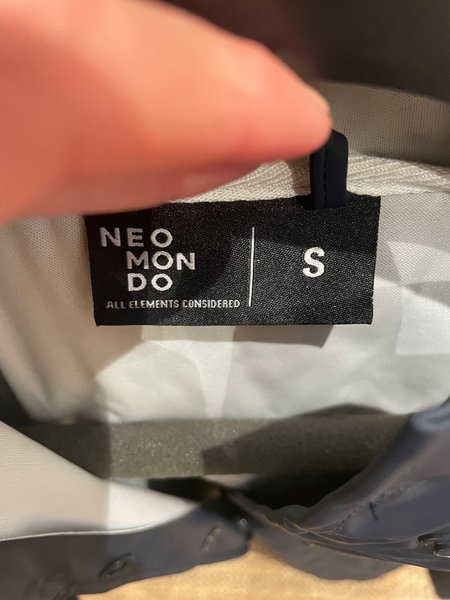 NEO
MON
DO
ALL ELEMENTS CONSIDERED
S